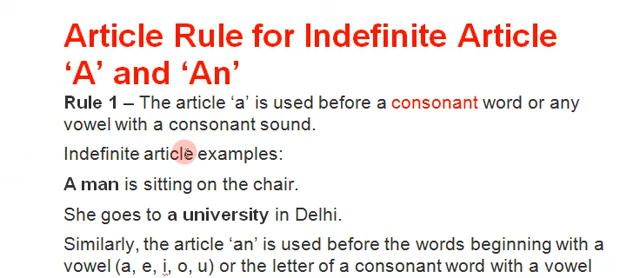 Article Rule for Indefinite Article
‘A’ and ‘An’
Rule 1 – The article ‘a’ is used before a consonant word or any
vowel with a consonant sound.
Indefinite article examples:
A man is sitting on the chair.
She goes to a university in Delhi.
Similarly, the article ‘an’ is used before the words beginning with a
vowel (a, e, i, o, u) or the letter of a consonant word with a vowel